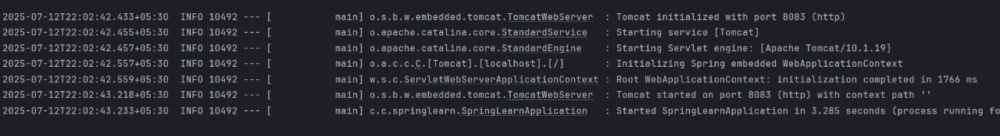 2025-07-12T22:02:42.433+05:30  INFO 10492 --- [           main] o.s.b.w.embedded.tomcat.TomcatWebServer  : Tomcat initialized with port 8083 (http)
2025-07-12T22:02:42.455+05:30  INFO 10492 --- [           main] o.apache.catalina.core.StandardService   : Starting service [Tomcat]
2025-07-12T22:02:42.457+05:30  INFO 10492 --- [           main] o.apache.catalina.core.StandardEngine    : Starting Servlet engine: [Apache Tomcat/10.1.19]
2025-07-12T22:02:42.557+05:30  INFO 10492 --- [           main] o.a.c.c.C.[Tomcat].[localhost].[/]       : Initializing Spring embedded WebApplicationContext
2025-07-12T22:02:42.559+05:30  INFO 10492 --- [           main] w.s.c.ServletWebServerApplicationContext : Root WebApplicationContext: initialization completed in 1766 ms
2025-07-12T22:02:43.218+05:30  INFO 10492 --- [           main] o.s.b.w.embedded.tomcat.TomcatWebServer  : Tomcat started on port 8083 (http) with context path ''
2025-07-12T22:02:43.233+05:30  INFO 10492 --- [           main] c.c.springlearn.SpringLearnApplication   : Started SpringLearnApplication in 3.285 seconds (process running fo